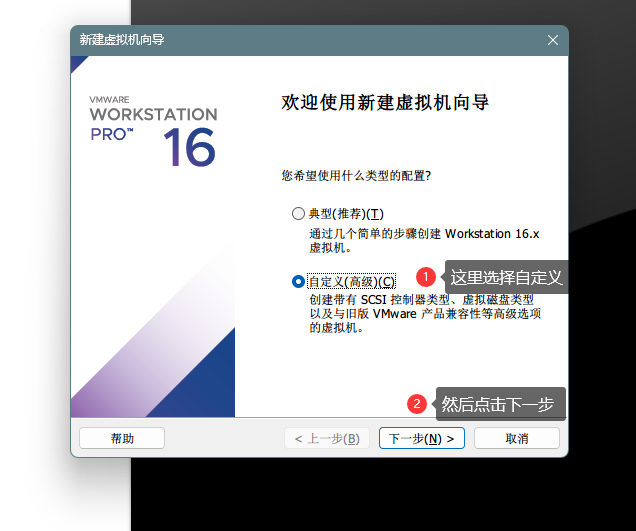 新建虚拟机向导
VMWARE
WORKSTATION
PRO™ 16
欢迎使用新建虚拟机向导
您希望使用什么类型的配置?
典型(推荐)(T)
通过几个简单的步骤创建 Workstation 16.x
虚拟机。
自定义(高级)(C)
1 这里选择自定义
创建带有 SCSI 控制器类型、虚拟磁盘类型
以及与旧版 VMware 产品兼容性等高级选项
的虚拟机。
2 然后点击下一步
帮助
< 上一步(B)
下一步(N) >
取消